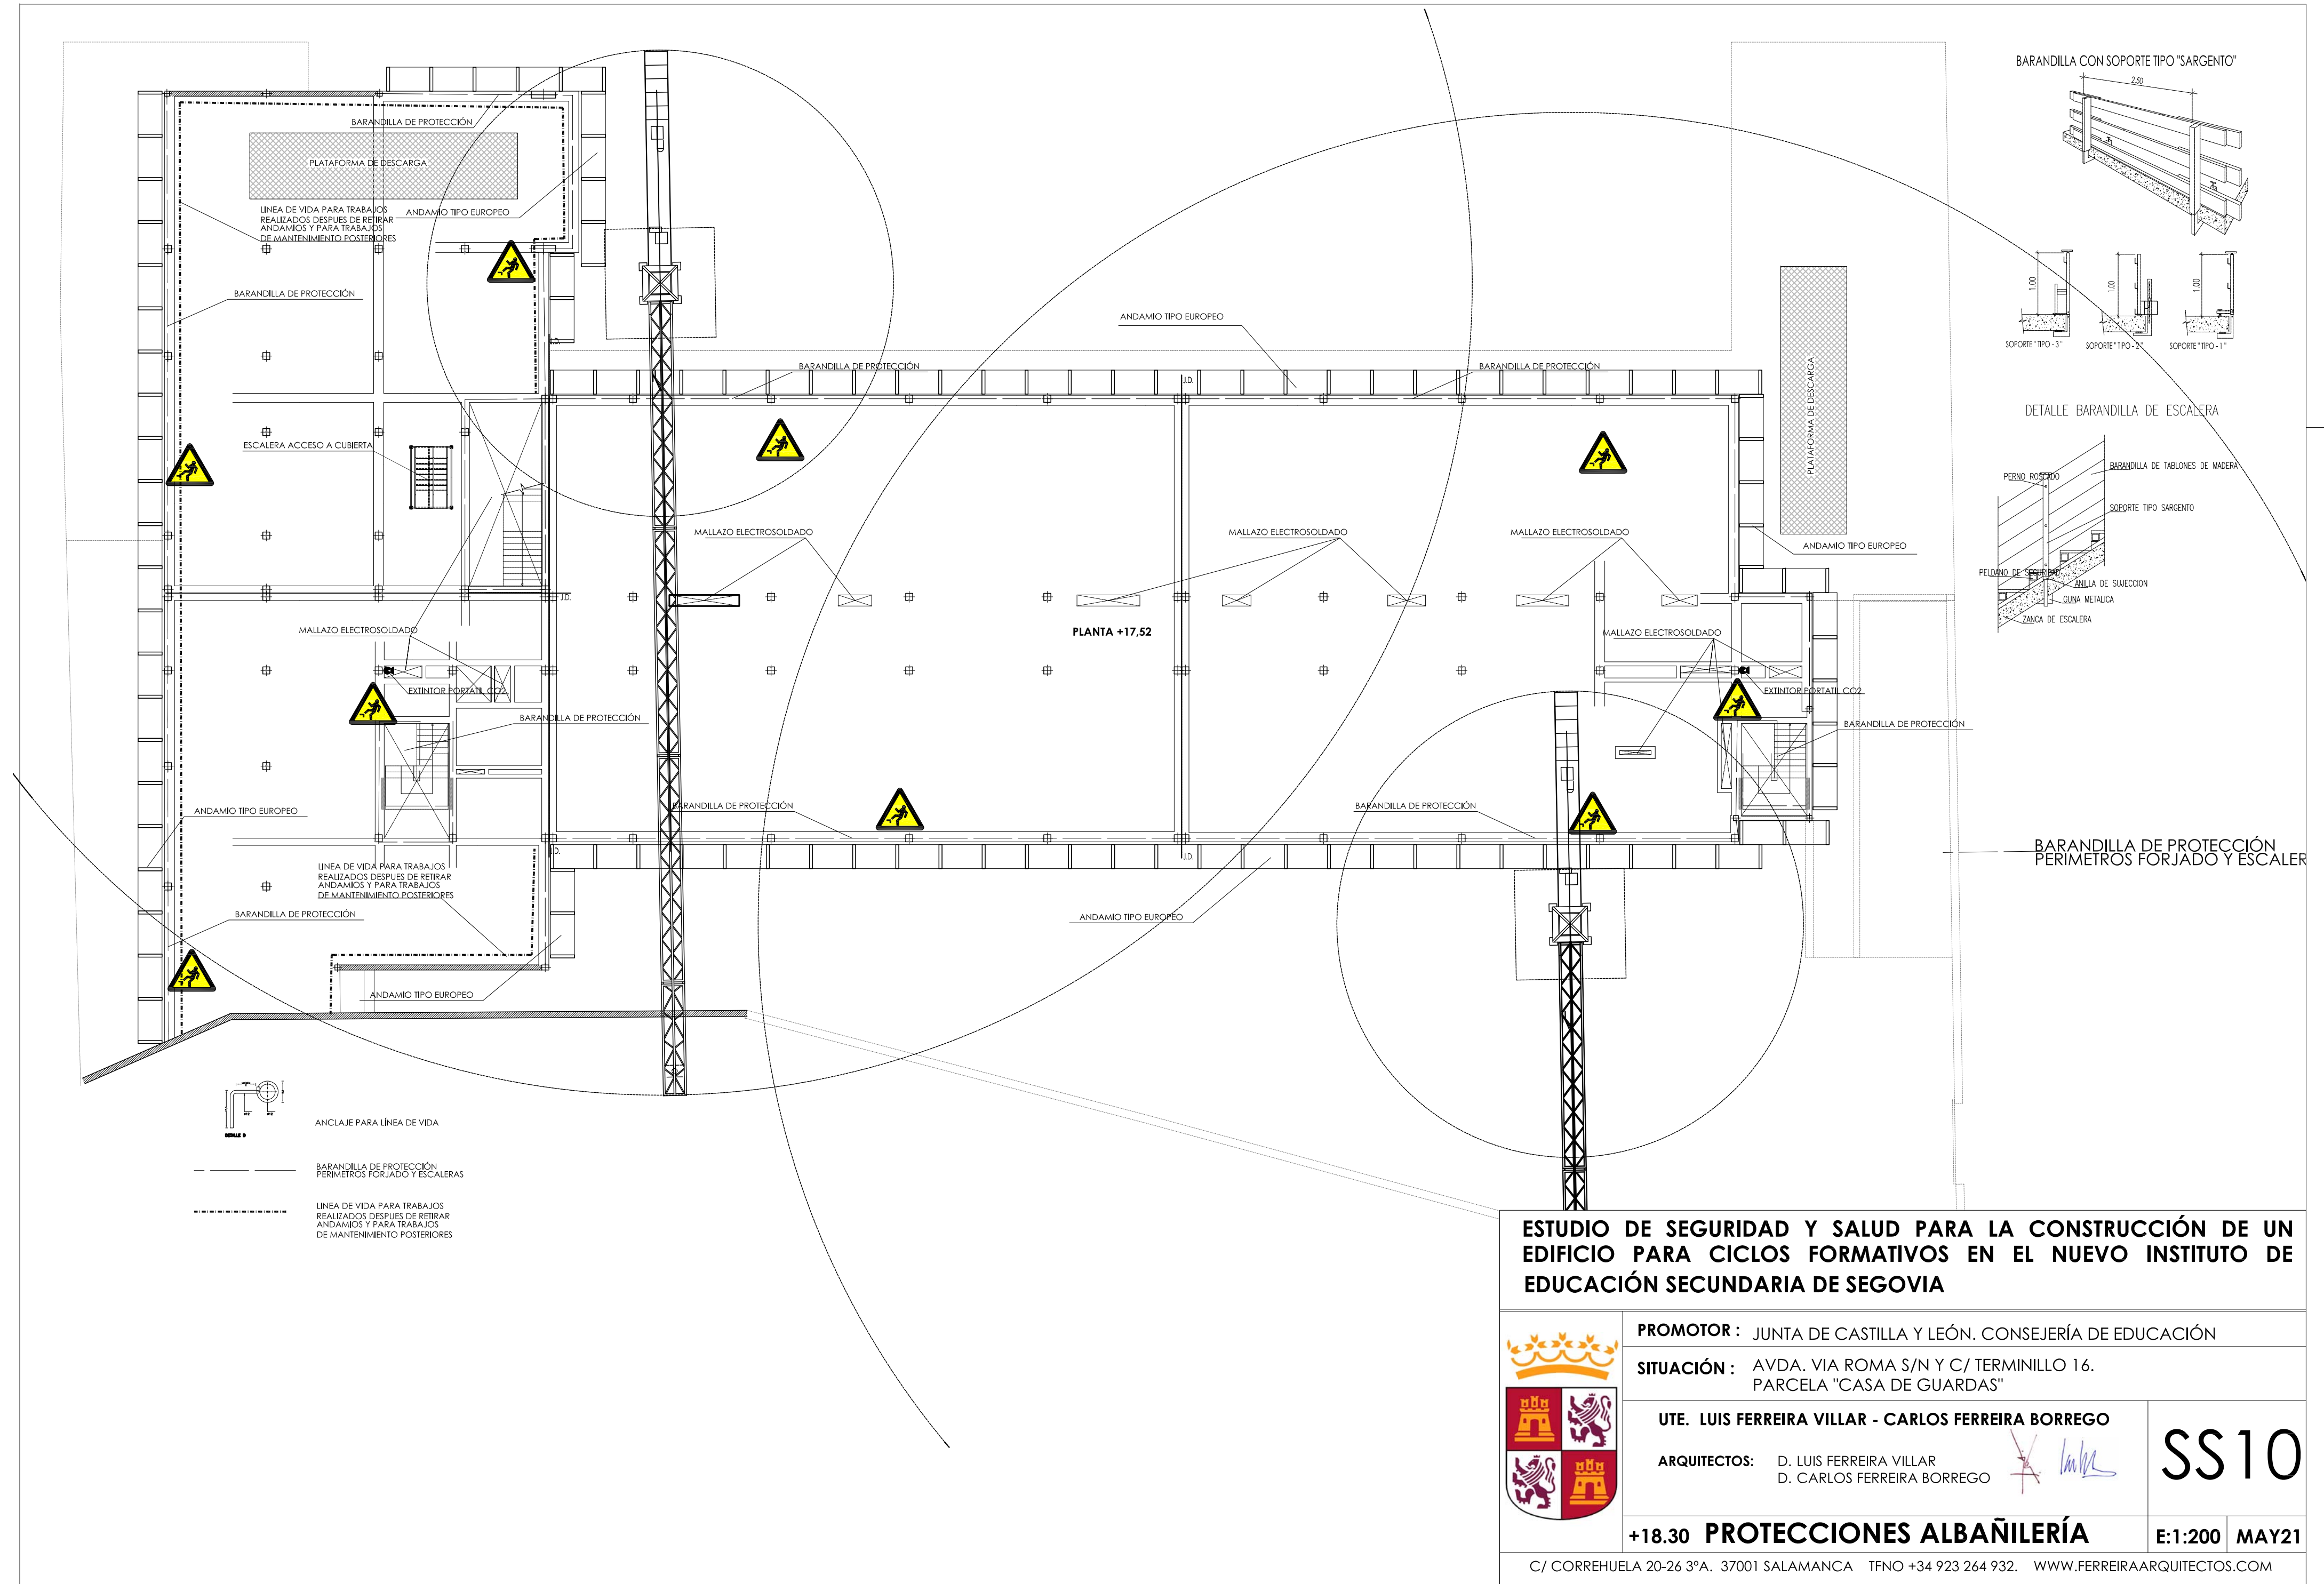 BARANDILLA CON SOPORTE TIPO "SARGENTO"
2.50
BARANDILLA DE PROTECCIÓN
PLATAFORMA DE DESCARGA
LINEA DE VIDA PARA TRABAJOS
REALIZADOS DESPUES DE RETIRAR
ANDAMIOS Y PARA TRABAJOS
DE MANTENIMIENTO POSTERIORES
ANDAMIO TIPO EUROPEO
BARANDILLA DE PROTECCIÓN
ANDAMIO TIPO EUROPEO
J.D.
BARANDILLA DE PROTECCIÓN
J.D.
BARANDILLA DE PROTECCIÓN
PLATAFORMA DE DESCARGA
1.00
1.00
1.00
SOPORTE " TIPO - 3 "
SOPORTE " TIPO - 2 "
SOPORTE " TIPO - 1 "
DETALLE BARANDILLA DE ESCALERA
PERNO ROSCADO
BARANDILLA DE TABLONES DE MADERA
SOPORTE TIPO SARGENTO
PELDANO DE SEGURIDAD
ANILLA DE SUJECCION
CUNA METALICA
ZANCA DE ESCALERA
ESCALERA ACCESO A CUBIERTA
MALLAZO ELECTROSOLDADO
MALLAZO ELECTROSOLDADO
MALLAZO ELECTROSOLDADO
ANDAMIO TIPO EUROPEO
J.D.
MALLAZO ELECTROSOLDADO
PLANTA +17,52
MALLAZO ELECTROSOLDADO
EXTINTOR PORTATIL CO2
EXTINTOR PORTATIL CO2
BARANDILLA DE PROTECCIÓN
BARANDILLA DE PROTECCIÓN
ANDAMIO TIPO EUROPEO
BARANDILLA DE PROTECCIÓN
BARANDILLA DE PROTECCIÓN
J.D.
J.D.
BARANDILLA DE PROTECCIÓN
PERIMETROS FORJADO Y ESCALER
LINEA DE VIDA PARA TRABAJOS
REALIZADOS DESPUES DE RETIRAR
ANDAMIOS Y PARA TRABAJOS
DE MANTENIMIENTO POSTERIORES
BARANDILLA DE PROTECCIÓN
ANDAMIO TIPO EUROPEO
ANDAMIO TIPO EUROPEO
DETALLE D
ANCLAJE PARA LÍNEA DE VIDA
BARANDILLA DE PROTECCIÓN
PERIMETROS FORJADO Y ESCALERAS
LINEA DE VIDA PARA TRABAJOS
REALIZADOS DESPUES DE RETIRAR
ANDAMIOS Y PARA TRABAJOS
DE MANTENIMIENTO POSTERIORES
ESTUDIO DE SEGURIDAD Y SALUD PARA LA CONSTRUCCIÓN DE UN
EDIFICIO PARA CICLOS FORMATIVOS EN EL NUEVO INSTITUTO DE
EDUCACIÓN SECUNDARIA DE SEGOVIA
PROMOTOR : JUNTA DE CASTILLA Y LEÓN. CONSEJERÍA DE EDUCACIÓN
SITUACIÓN : AVDA. VIA ROMA S/N Y C/ TERMINILLO 16.
PARCELA "CASA DE GUARDAS"
UTE. LUIS FERREIRA VILLAR - CARLOS FERREIRA BORREGO
ARQUITECTOS: D. LUIS FERREIRA VILLAR
D. CARLOS FERREIRA BORREGO
SS10
+18.30 PROTECCIONES ALBAÑILERÍA
E:1:200 MAY21
C/ CORREHUELA 20-26 3ºA. 37001 SALAMANCA TFNO +34 923 264 932. WWW.FERREIRAARQUITECTOS.COM